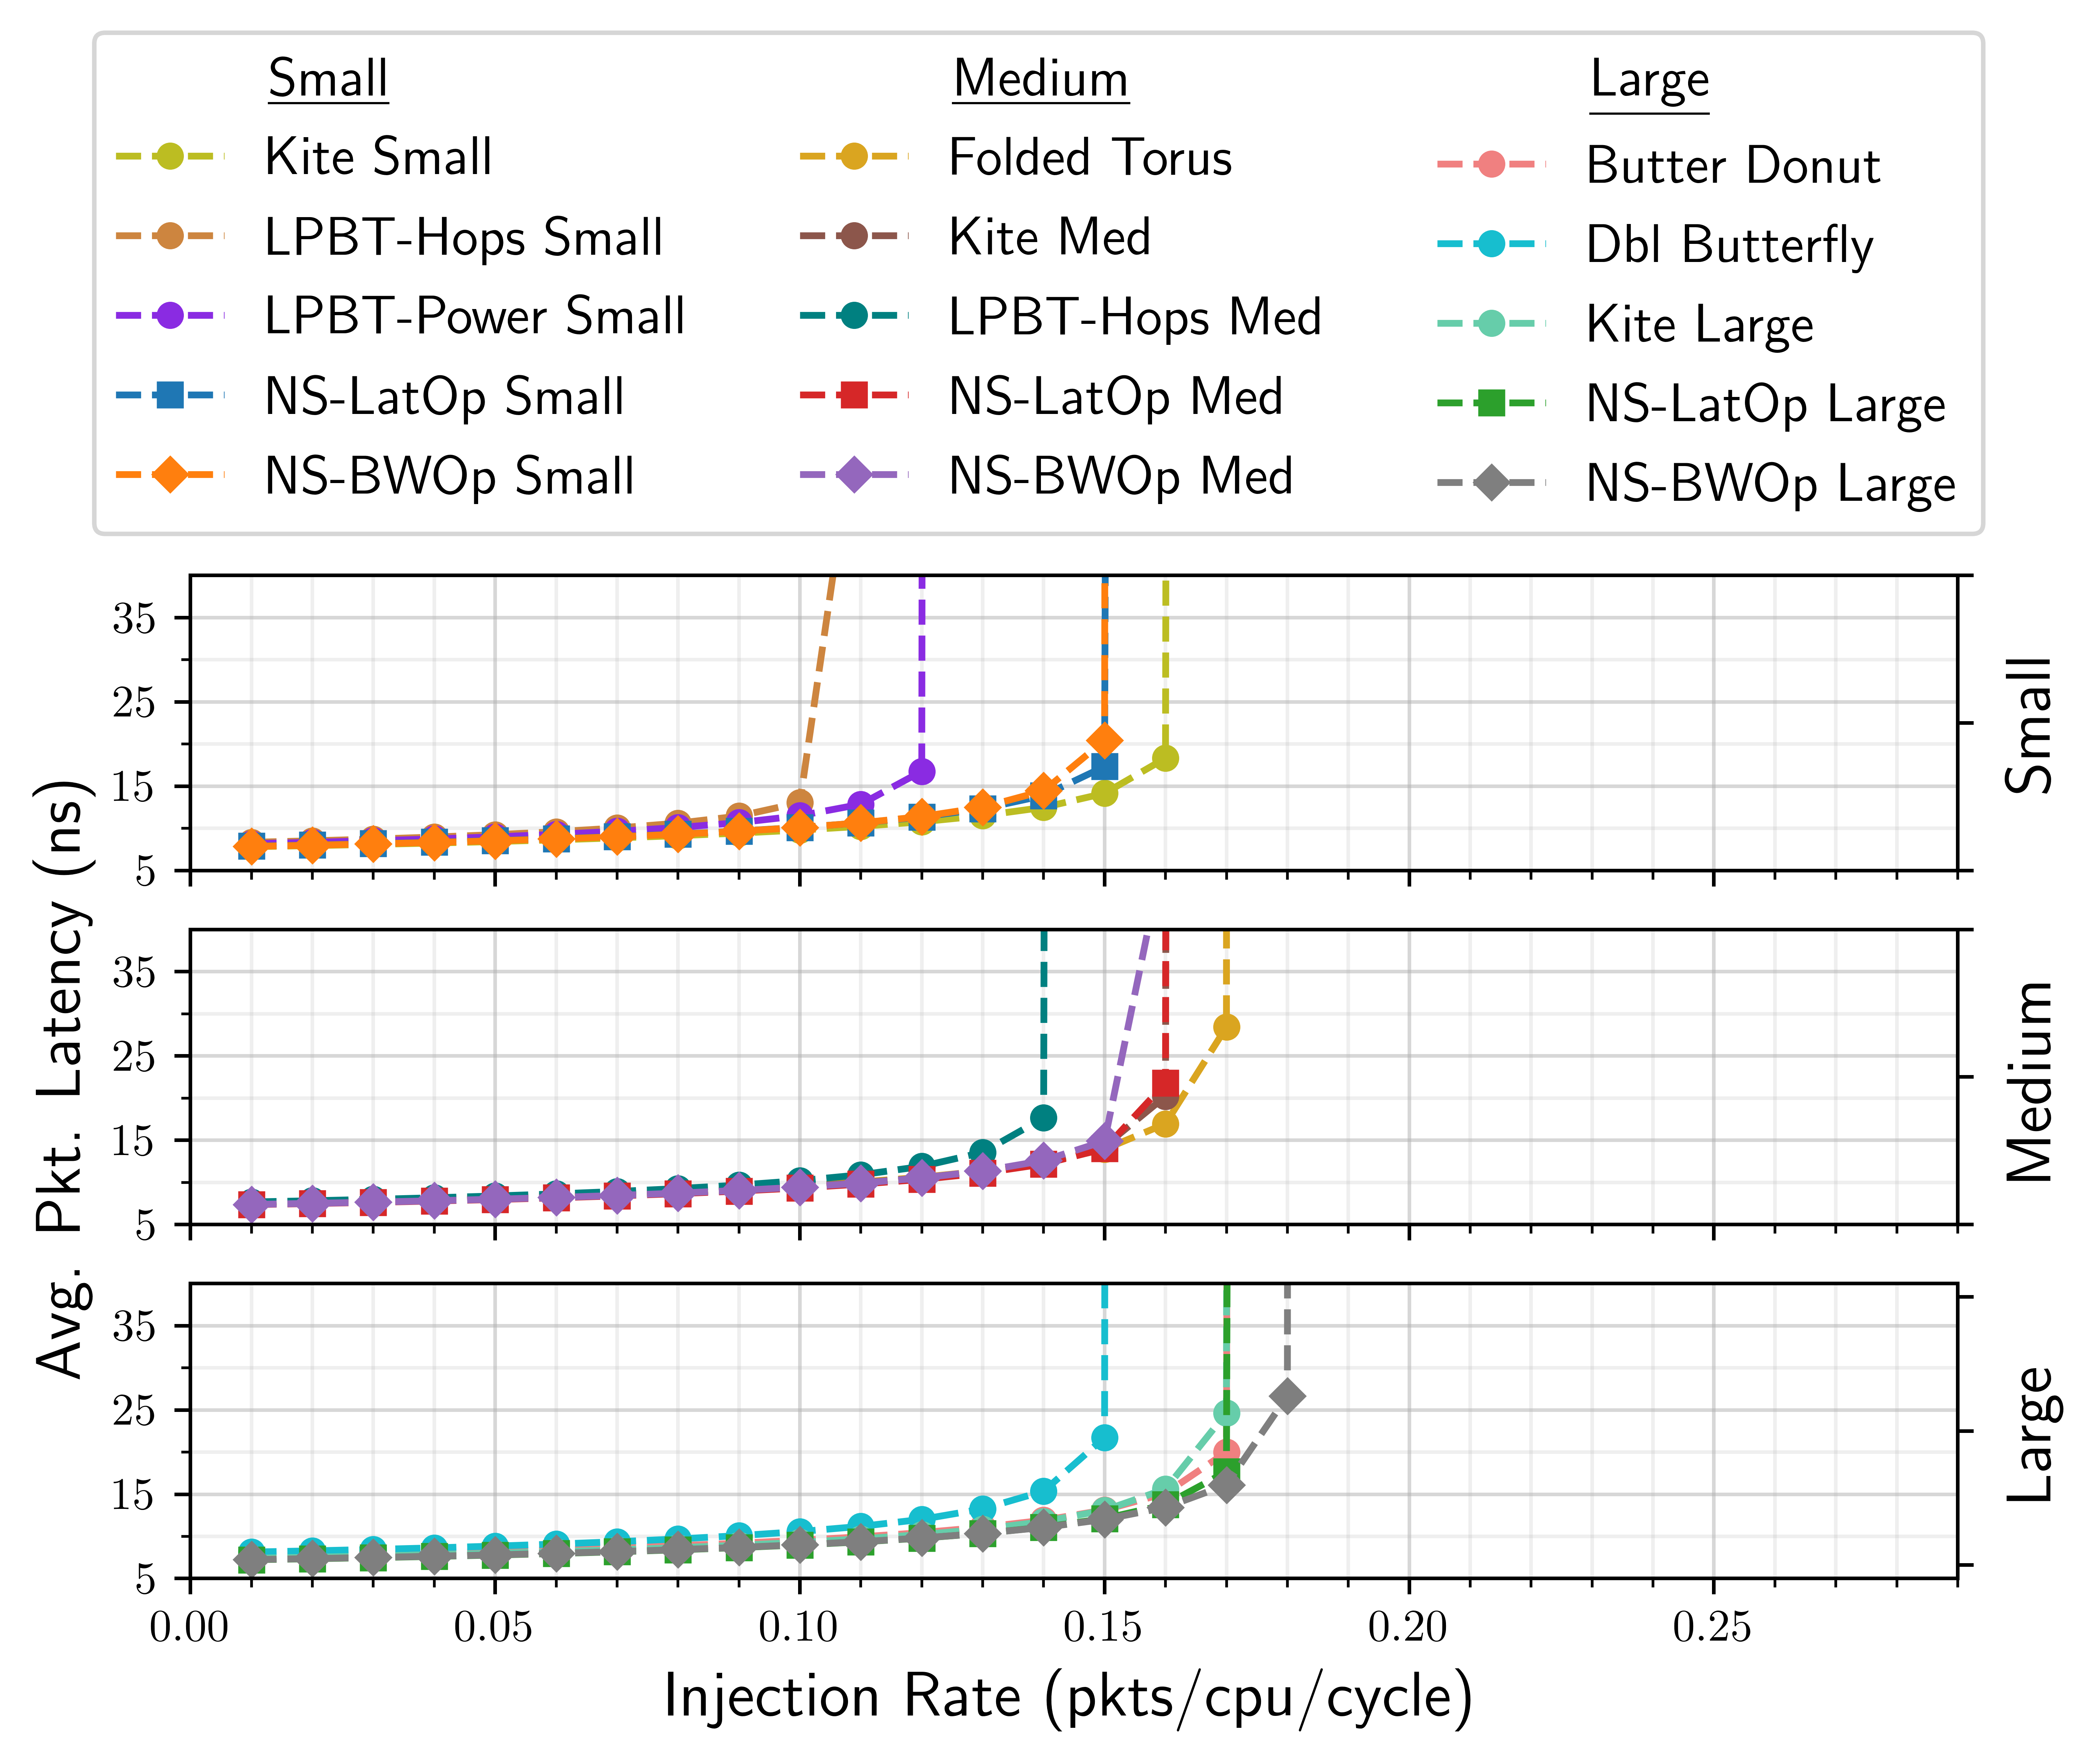 Small
Kite Small
LPBT-Hops Small
LPBT-Power Small
NS-LatOp Small
NS-BWOp Small
Medium
Folded Torus
Kite Med
LPBT-Hops Med
NS-LatOp Med
NS-BWOp Med
Large
Butter Donut
Dbl Butterfly
Kite Large
NS-LatOp Large
NS-BWOp Large
Avg. Pkt. Latency (ns)
35
25
15
5
Small
35
25
15
5
Medium
35
25
15
5
Large
0.00 0.05 0.10 0.15 0.20 0.25
Injection Rate (pkts/cpu/cycle)